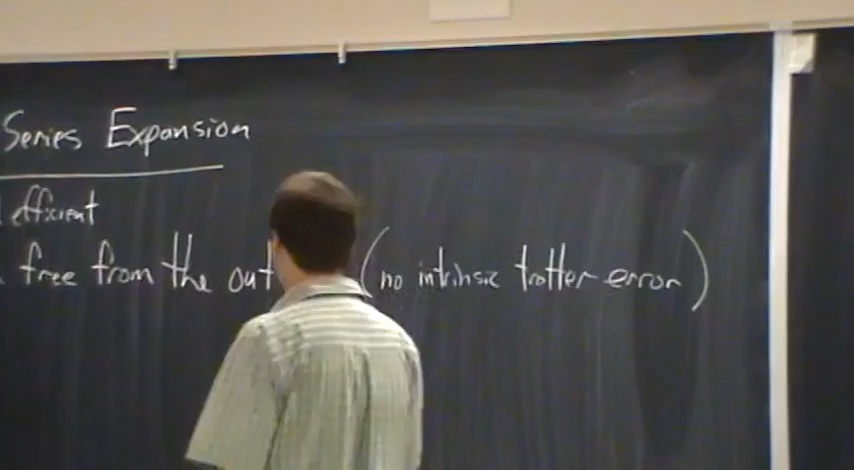 Series Expansion
efficient
free from the out (no intrinsic trotter error)